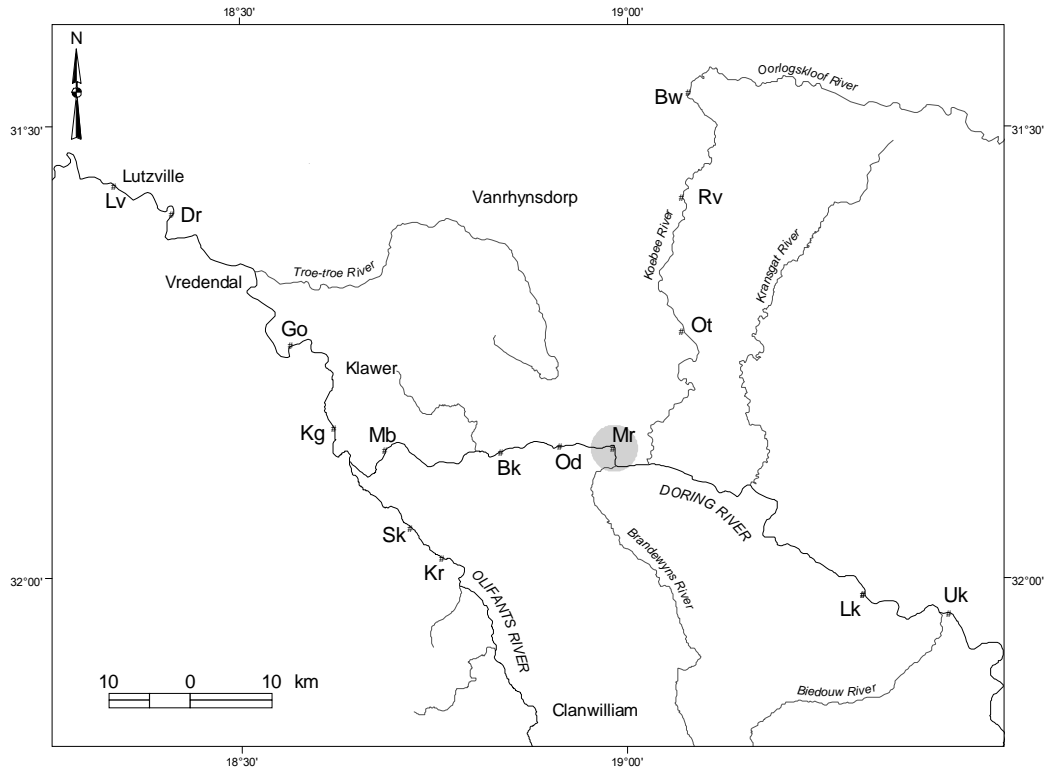 18°30'
19°00'
N
Oorlogskloof River
Bw
31°30'
31°30'
Lutzville
Lv
Dr
Vanrhynsdorp
Rv
Koebee River
Kransgat River
Troe-troe River
Vredendal
Go
Ot
Klawer
Kg
Mb
Mr
Bk
Od
DORING RIVER
Sk
Brandewyns River
Kr
OLIFANTS RIVER
32°00'
32°00'
Lk
Uk
10 0 10 km
Biedouw River
Clanwilliam
18°30'
19°00'